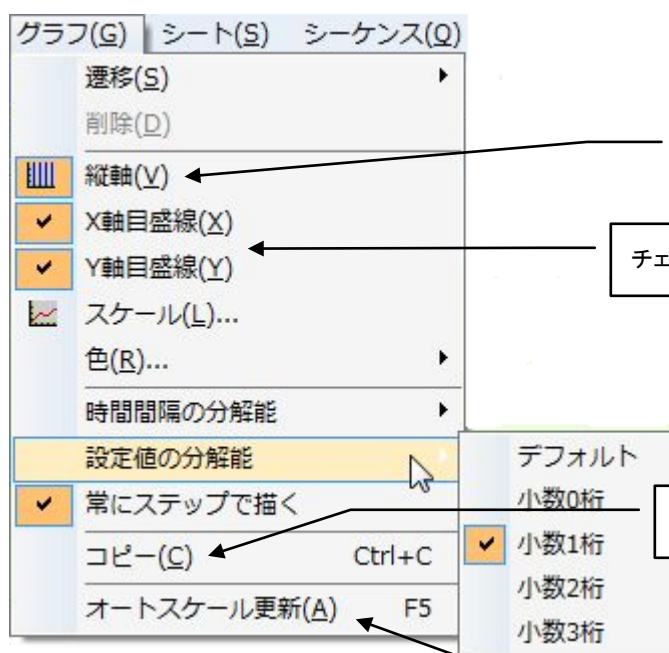 グラフ(G) シート(S) シーケンス(Q)
遷移(S)
削除(D)
縦軸(V)
X軸目盛線(X)
チェ
Y軸目盛線(Y)
スケール(L)...
色(R)...
時間間隔の分解能
設定値の分解能
デフォルト
常にステップで描く
小数0桁
コピー(C) Ctrl+C
小数1桁
小数2桁
オートスケール更新(A) F5
小数3桁